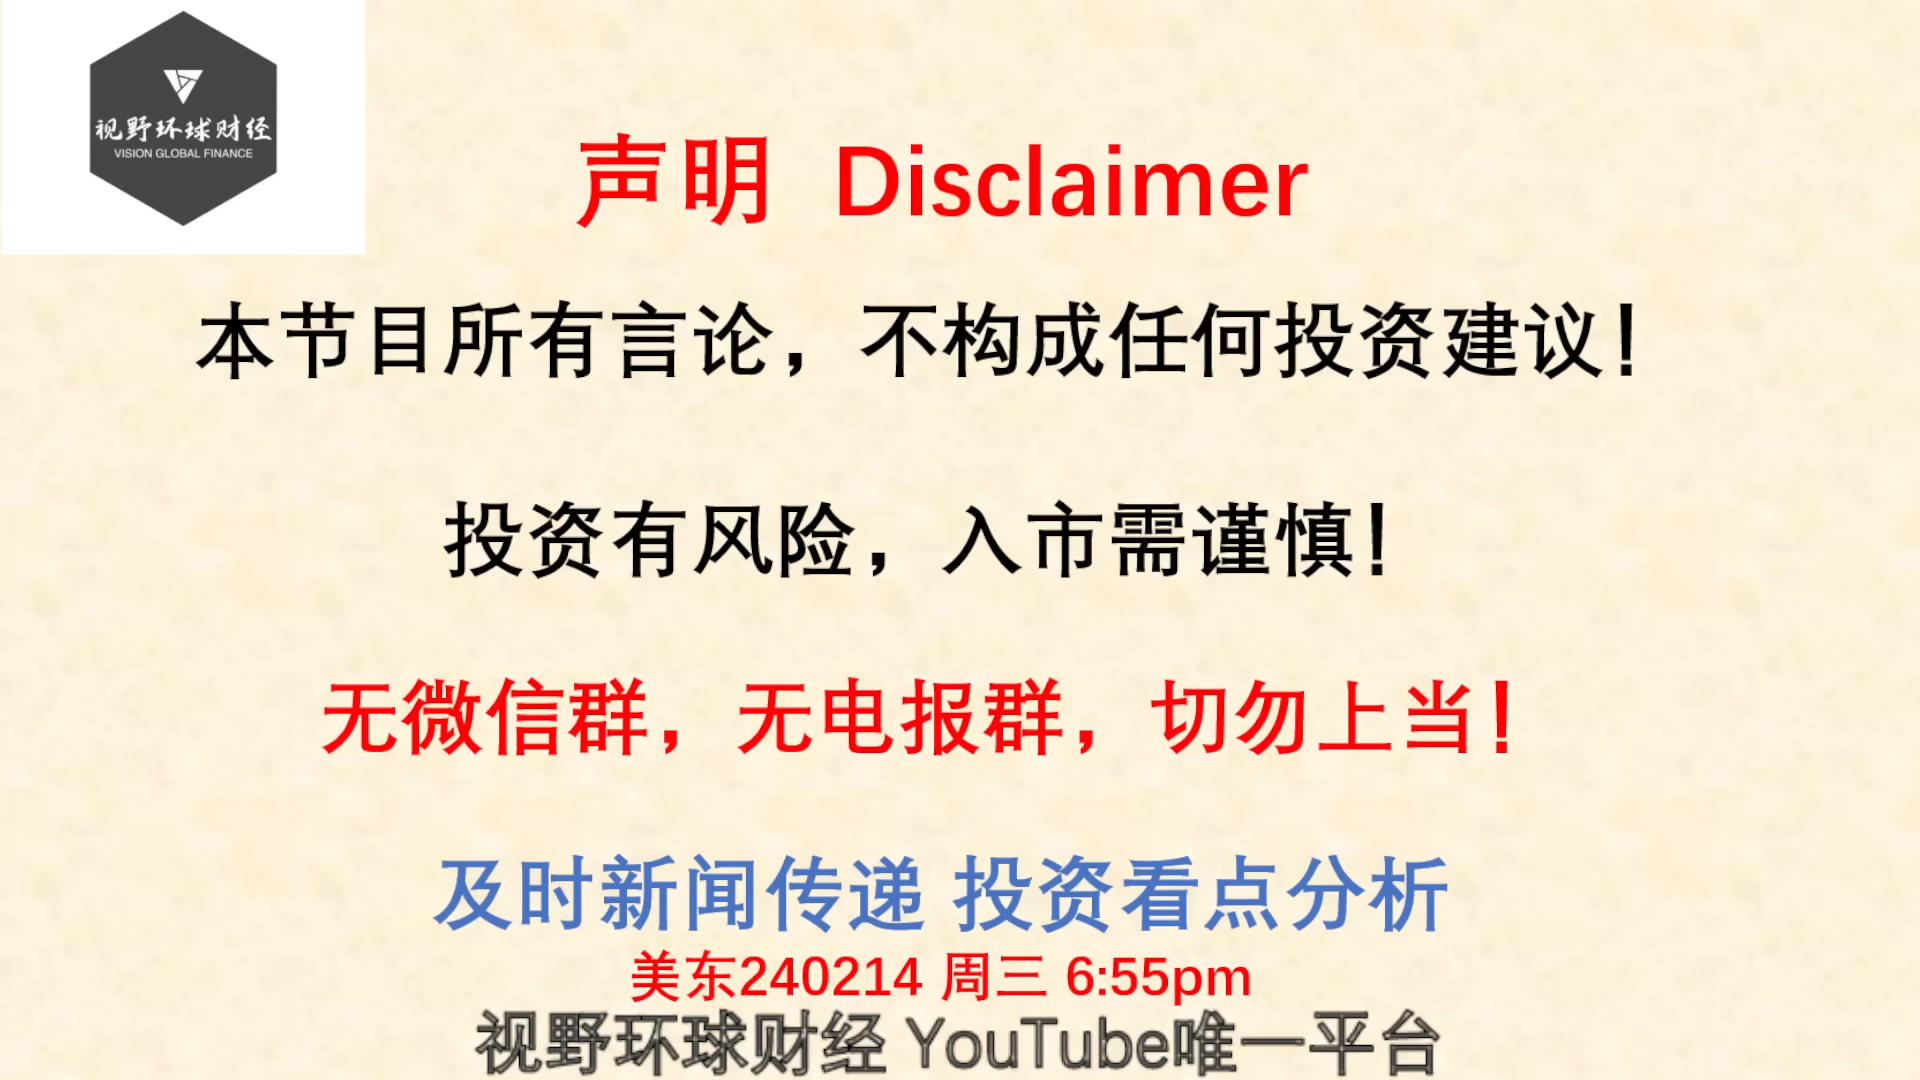 视野环球财经
VISION GLOBAL FINANCE
声明 Disclaimer
本节目所有言论，不构成任何投资建议！
投资有风险，入市需谨慎！
无微信群，无电报群，切勿上当！
及时新闻传递 投资看点分析
美东240214 周三 6:55pm
视野环球财经 YouTube唯一平台